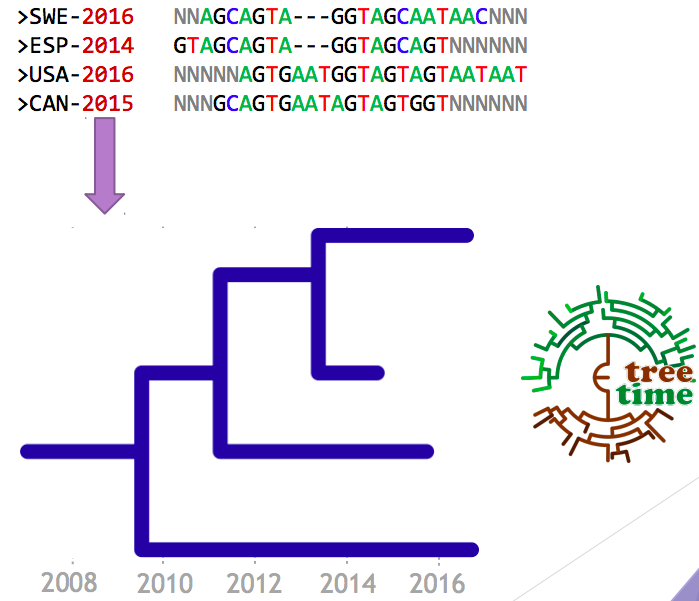 >SWE-2016 NNAGCAGTA---GGTAGCAATAACNNN
>ESP-2014 GTAGCAGTA---GGTAGCAGTNNNNNN
>USA-2016 NNNNNAGTGAATGGTAGTAGTAATAAT
>CAN-2015 NNNGCAGTGAATAGTAGTGGTNNNNNN
tree
time
2008 2010 2012 2014 2016